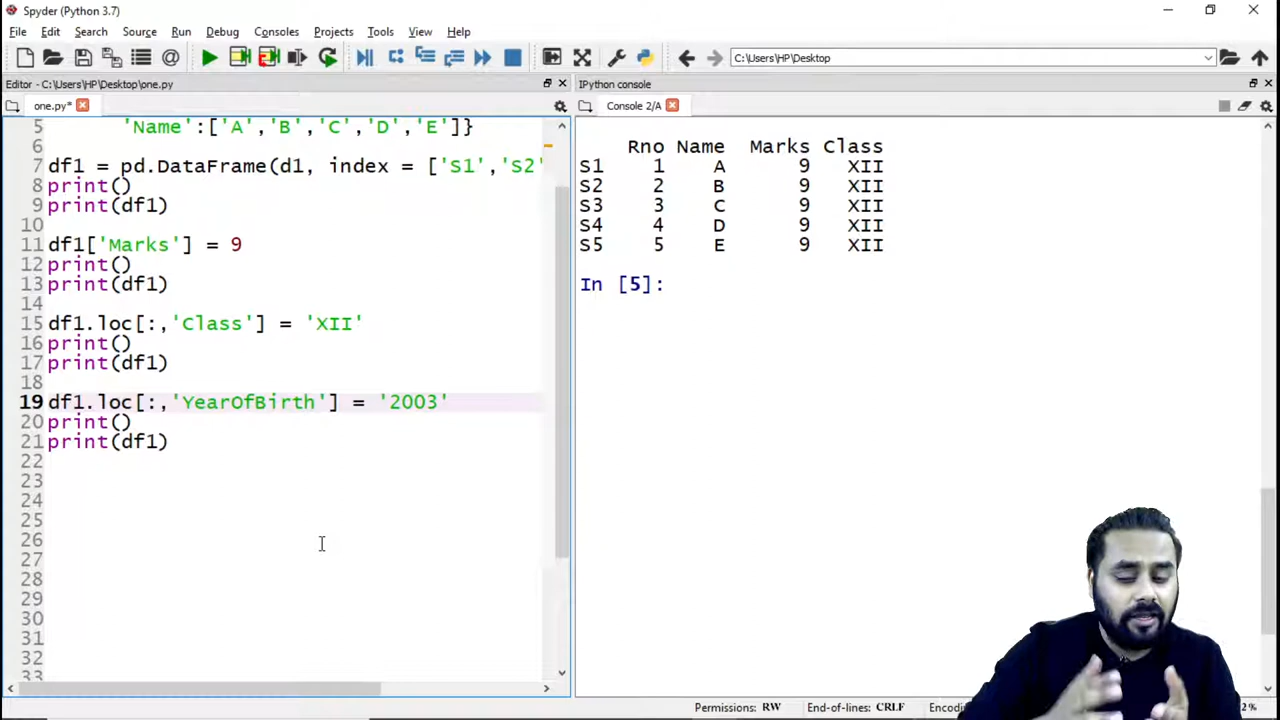 Spyder (Python 3.7)
File Edit Search Source Run Debug Consoles Projects Tools View Help
C:\Users\HP\Desktop
Editor - C:\Users\HP\Desktop\one.py
one.py*
5 'Name':['A','B','C','D','E']}
6
7 df1 = pd.DataFrame(d1, index = ['S1','S2'
8 print()
9 print(df1)
10
11 df1['Marks'] = 9
12 print()
13 print(df1)
14
15 df1.loc[:,'Class'] = 'XII'
16 print()
17 print(df1)
18
19 df1.loc[:,'YearOfBirth'] = '2003'
20 print()
21 print(df1)
22
23
24
25
26
27
28
29
30
31
32
33
IPython console
Console 2/A
Rno Name Marks Class
S1 1 A 9 XII
S2 2 B 9 XII
S3 3 C 9 XII
S4 4 D 9 XII
S5 5 E 9 XII
In [5]:
Permissions: RW End-of-lines: CRLF 2%